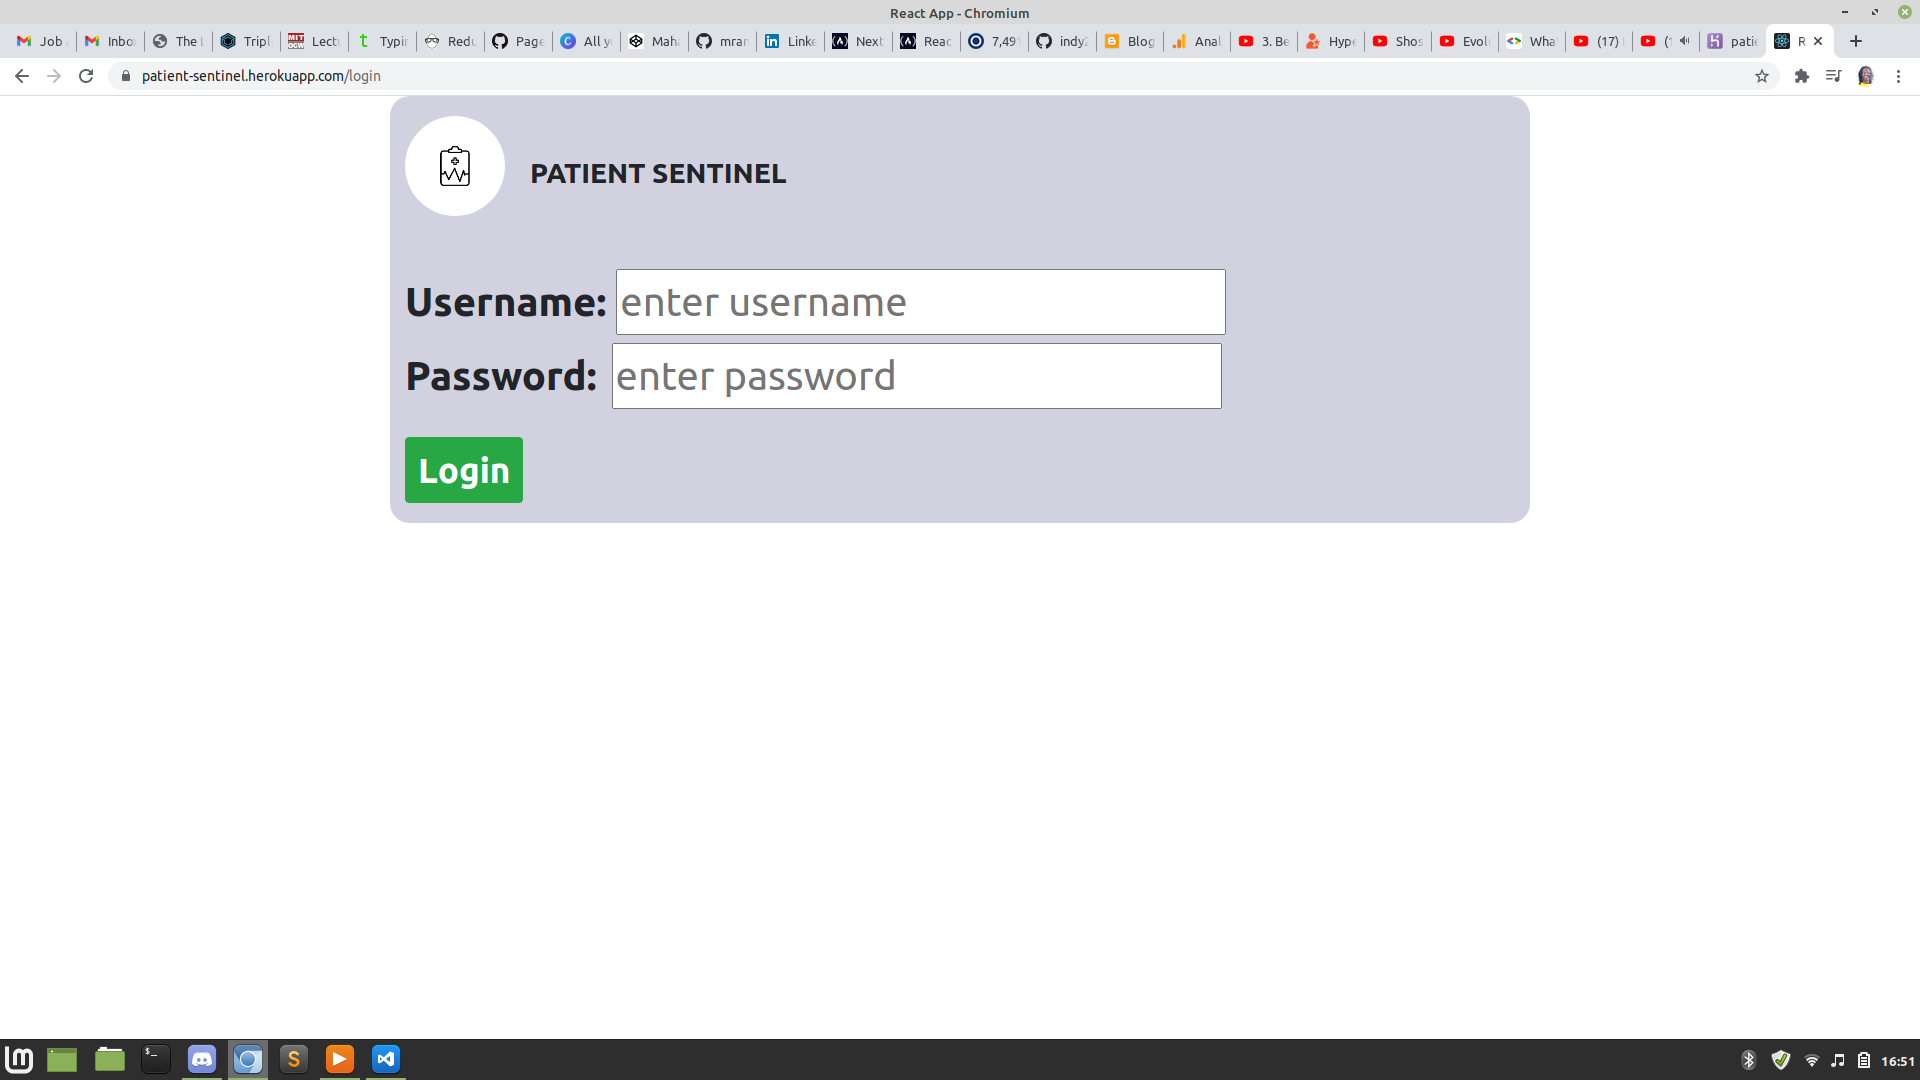 React App - Chromium
Job
Inbo
The
Tripl
Lect
Typin
Redu
Page
All y
Mah
mran
Linke
Next
Reac
7,49
indy
Blog
Anal
3. Be
Hype
Shos
Evol
Wha
(17)
(
patie
R
patient-sentinel.herokuapp.com/login
PATIENT SENTINEL
Username: enter username
Password: enter password
Login
16:51